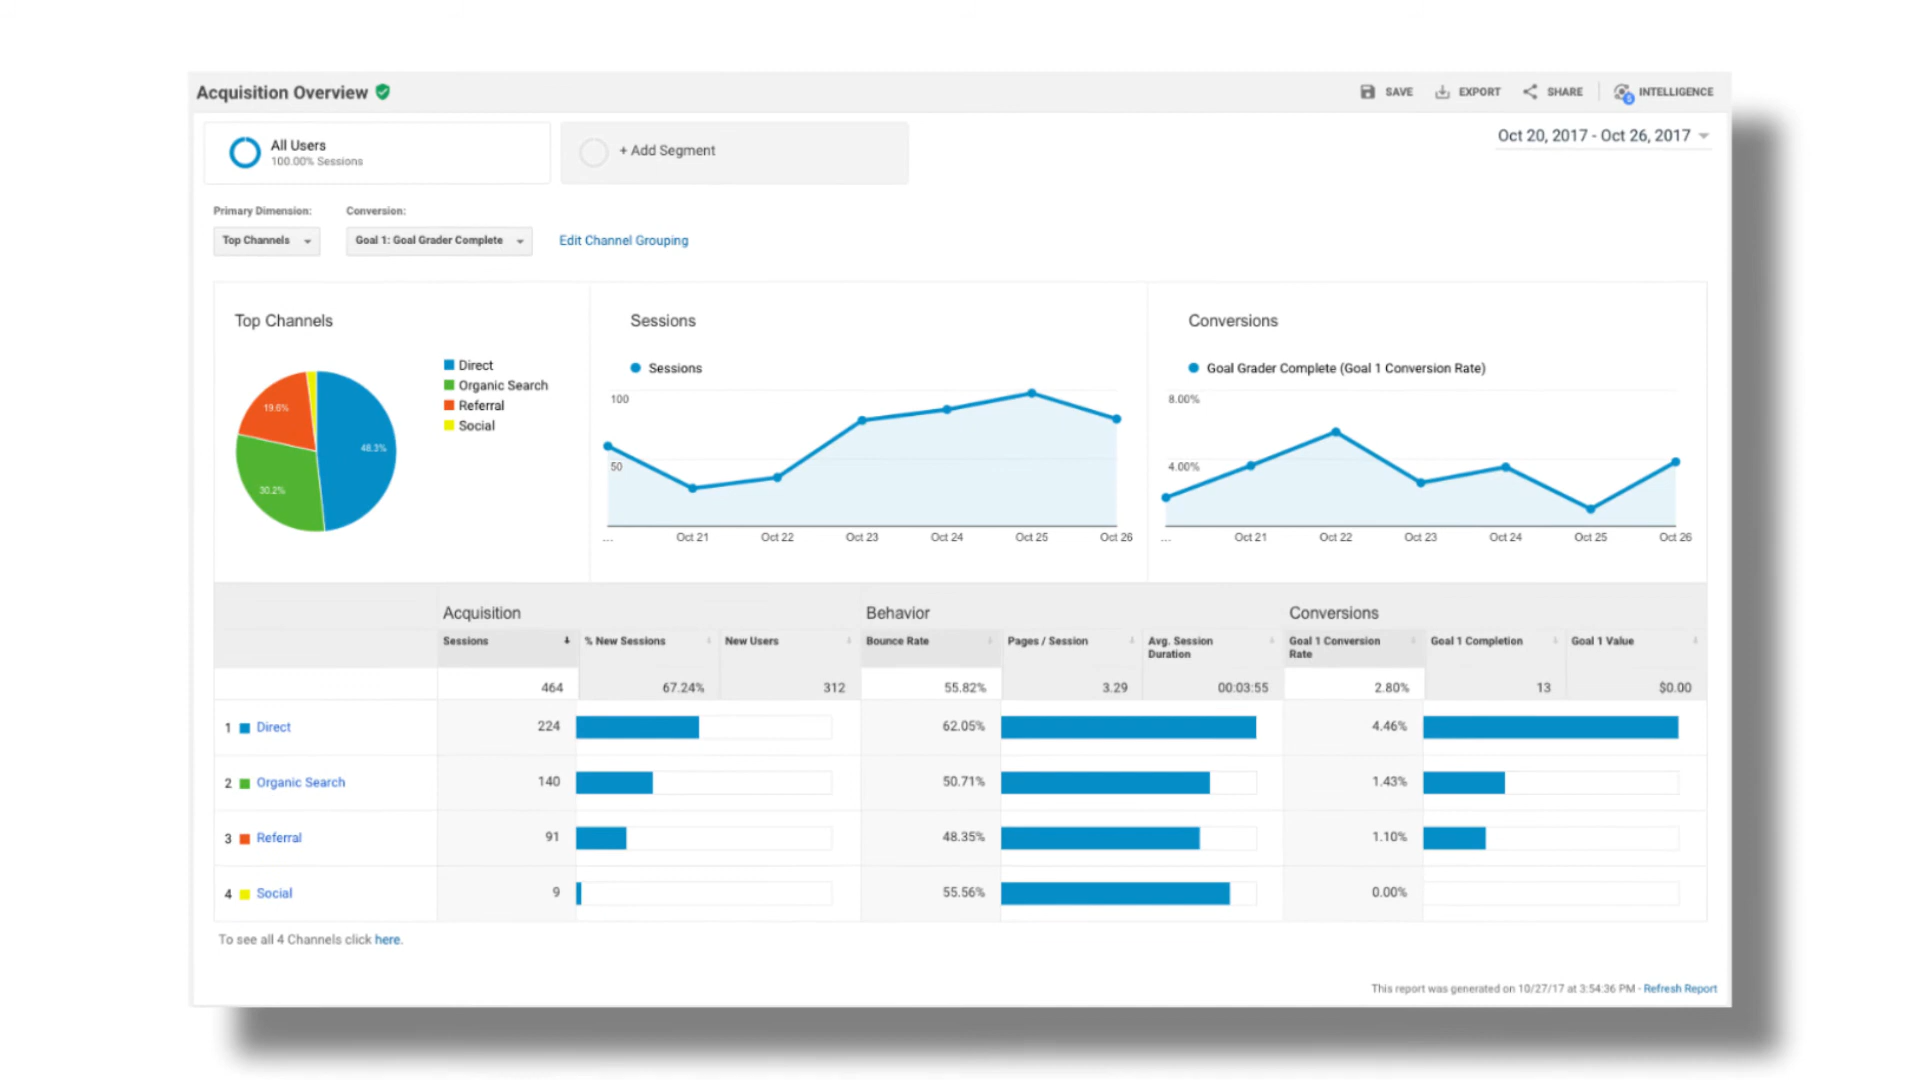 Acquisition Overview
SAVE EXPORT SHARE INTELLIGENCE
All Users
100.00% Sessions
+ Add Segment
Oct 20, 2017 - Oct 26, 2017
Primary Dimension: Conversion:
Top Channels Goal 1: Goal Grader Complete Edit Channel Grouping
Top Channels
Direct
Organic Search
Referral
Social
19.6%
48.3%
30.2%
Sessions
Sessions
100
50
... Oct 21 Oct 22 Oct 23 Oct 24 Oct 25 Oct 26
Conversions
Goal Grader Complete (Goal 1 Conversion Rate)
8.00%
4.00%
... Oct 21 Oct 22 Oct 23 Oct 24 Oct 25 Oct 26
Acquisition Behavior Conversions
Sessions % New Sessions New Users Bounce Rate Pages / Session Avg. Session Duration Goal 1 Conversion Rate Goal 1 Completion Goal 1 Value
464 67.24% 312 55.82% 3.29 00:03:55 2.80% 13 $0.00
1 Direct 224 62.05% 4.46%
2 Organic Search 140 50.71% 1.43%
3 Referral 91 48.35% 1.10%
4 Social 9 55.56% 0.00%
To see all 4 Channels click here.
This report was generated on 10/27/17 at 3:54:36 PM - Refresh Report